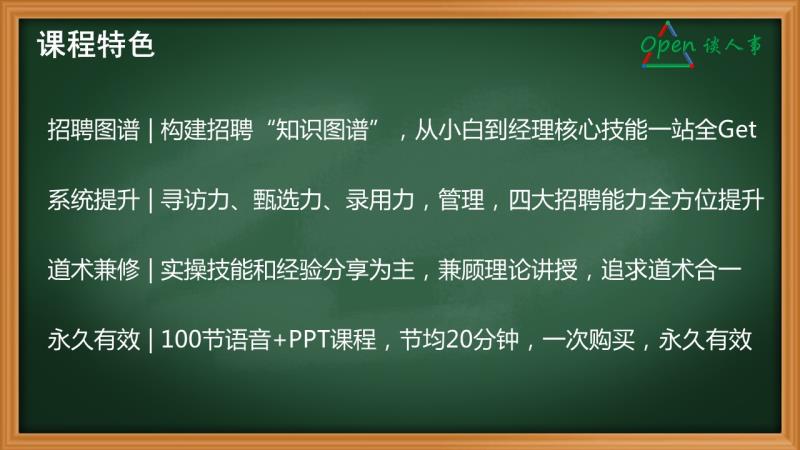 课程特色
Open 谈人事
招聘图谱 | 构建招聘“知识图谱”，从小白到经理核心技能一站全Get
系统提升 | 寻访力、甄选力、录用力，管理，四大招聘能力全方位提升
道术兼修 | 实操技能和经验分享为主，兼顾理论讲授，追求道术合一
永久有效 | 100节语音+PPT课程，节均20分钟，一次购买，永久有效